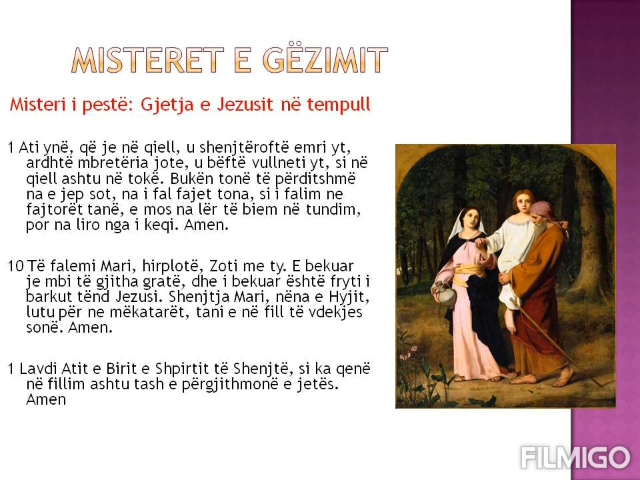 MISTERET E GËZIMIT
Misteri i pestë: Gjetja e Jezusit në tempull
1 Ati ynë, që je në qiell, u shenjtëroftë emri yt,
ardhtë mbretëria jote, u bëftë vullneti yt, si në
qiell ashtu në tokë. Bukën tonë të përditshmë
na e jep sot, na i fal fajet tona, si i falim ne
fajtorët tanë, e mos na lër të biem në tundim,
por na liro nga i keqi. Amen.
10 Të falemi Mari, hirplotë, Zoti me ty. E bekuar
je mbi të gjitha gratë, dhe i bekuar është fryti i
barkut tënd Jezusi. Shenjtja Mari, nëna e Hyjit,
lutu për ne mëkatarët, tani e në fill të vdekjes
sonë. Amen.
1 Lavdi Atit e Birit e Shpirtit të Shenjtë, si ka qenë
në fillim ashtu tash e përgjithmonë e jetës.
Amen
FILMIGO